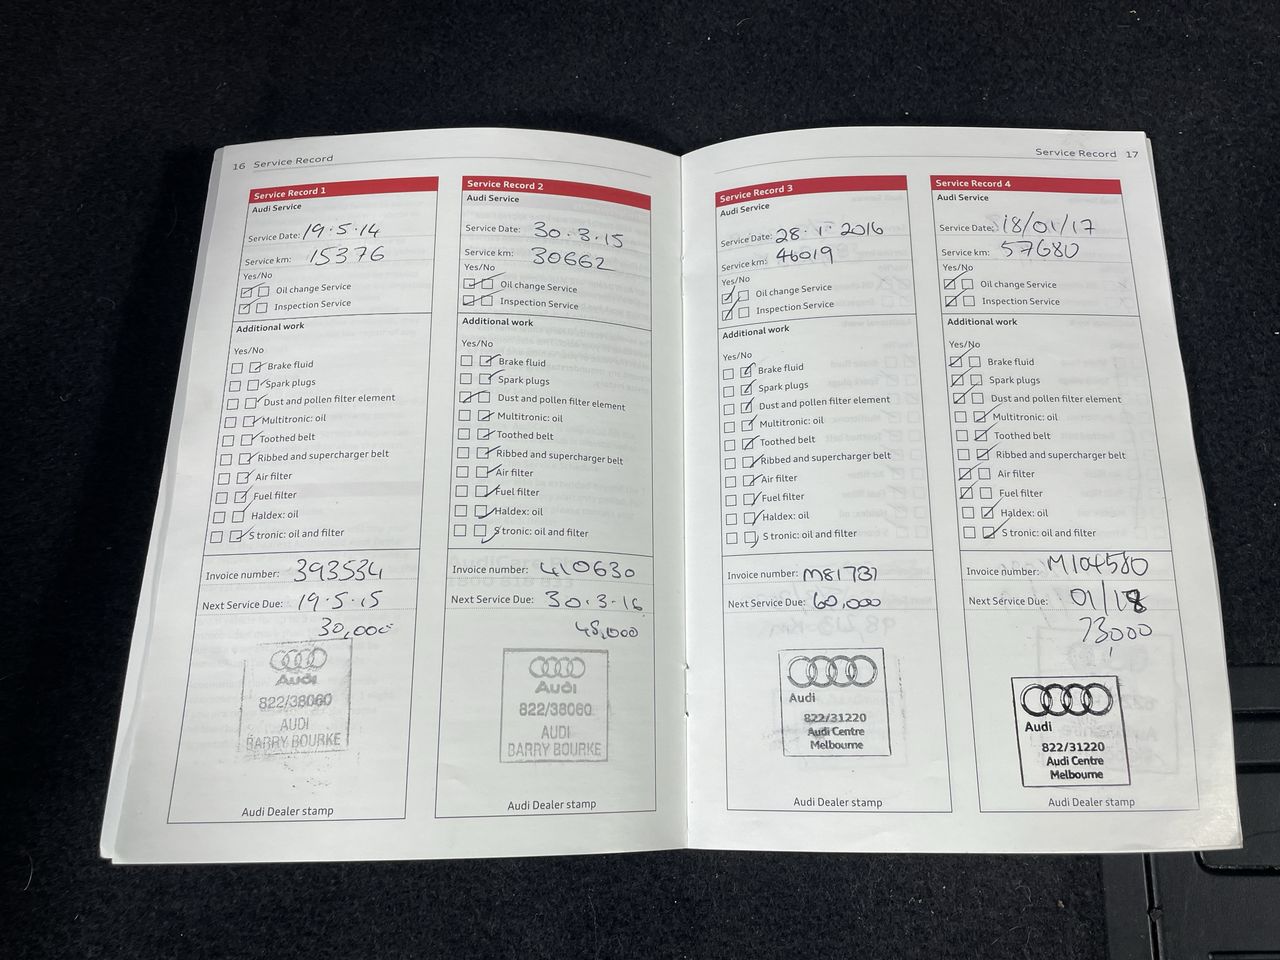 16 Service Record
Service Record 1
Audi Service
Service Date: 19·5·14
Service km: 15376
Yes/No
Oil change Service
Inspection Service
Additional work
Yes/No
Brake fluid
Spark plugs
Dust and pollen filter element
Multitronic: oil
Toothed belt
Ribbed and supercharger belt
Air filter
Fuel filter
Haldex: oil
S tronic: oil and filter
Invoice number: 393534
Next Service Due: 19·5·15
30,000
Audi
822/38060
AUDI
BARRY BOURKE
Audi Dealer stamp
Service Record 2
Audi Service
Service Date: 30·3·15
Service km: 30662
Yes/No
Oil change Service
Inspection Service
Additional work
Yes/No
Brake fluid
Spark plugs
Dust and pollen filter element
Multitronic: oil
Toothed belt
Ribbed and supercharger belt
Air filter
Fuel filter
Haldex: oil
S tronic: oil and filter
Invoice number: 410630
Next Service Due: 30·3·16
45,000
Audi
822/38060
AUDI
BARRY BOURKE
Audi Dealer stamp
Service Record 17
Service Record 3
Audi Service
Service Date: 28·1·2016
Service km: 46019
Yes/No
Oil change Service
Inspection Service
Additional work
Yes/No
Brake fluid
Spark plugs
Dust and pollen filter element
Multitronic: oil
Toothed belt
Ribbed and supercharger belt
Air filter
Fuel filter
Haldex: oil
S tronic: oil and filter
Invoice number: M81731
Next Service Due: 60,000
Audi
822/31220
Audi Centre
Melbourne
Audi Dealer stamp
Service Record 4
Audi Service
Service Date: 18/01/17
Service km: 57680
Yes/No
Oil change Service
Inspection Service
Additional work
Yes/No
Brake fluid
Spark plugs
Dust and pollen filter element
Multitronic: oil
Toothed belt
Ribbed and supercharger belt
Air filter
Fuel filter
Haldex: oil
S tronic: oil and filter
Invoice number: M104580
Next Service Due: 01/18
73,000
Audi
822/31220
Audi Centre
Melbourne
Audi Dealer stamp